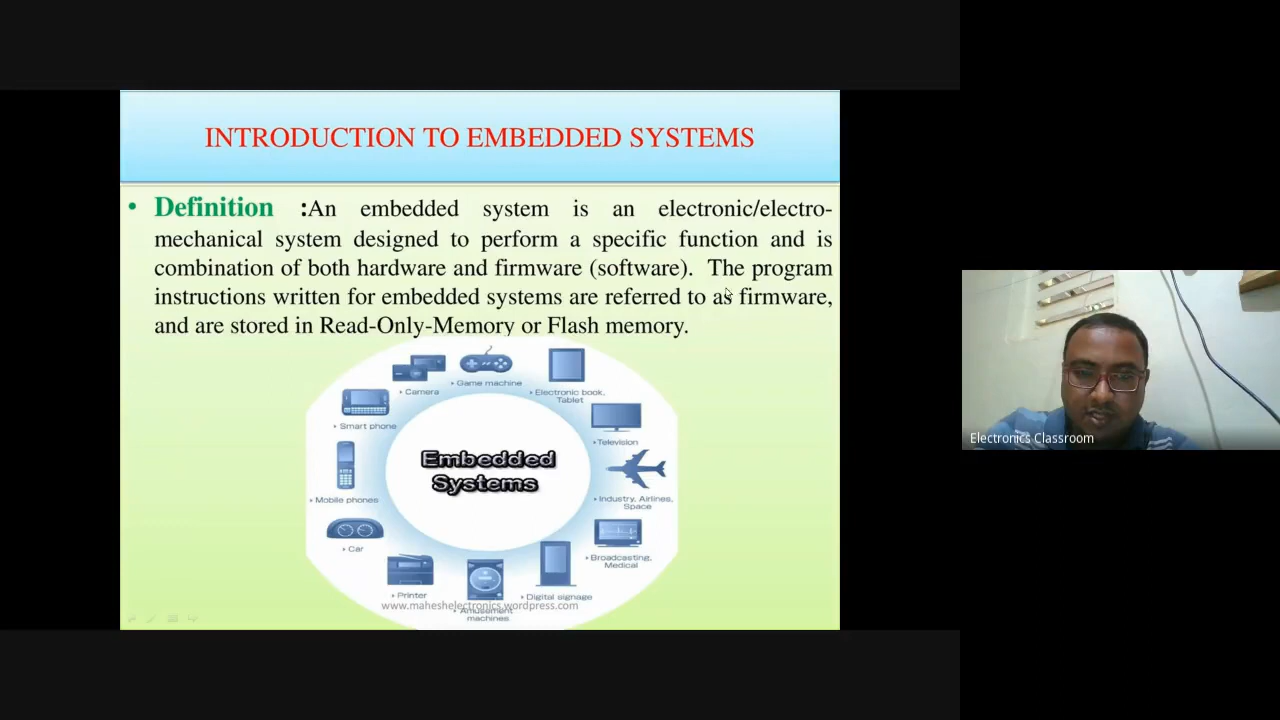 INTRODUCTION TO EMBEDDED SYSTEMS
• Definition :An embedded system is an electronic/electro-
mechanical system designed to perform a specific function and is
combination of both hardware and firmware (software). The program
instructions written for embedded systems are referred to as firmware,
and are stored in Read-Only-Memory or Flash memory.
Game machine
Camera
Electronic book,
Tablet
Smart phone
Television
Embedded
Systems
Mobile phones
Industry, Airlines,
Space
Car
Broadcasting,
Medical
Printer
Digital signage
www.maheshelectronics.wordpress.com
Amusement
machines
Electronics Classroom